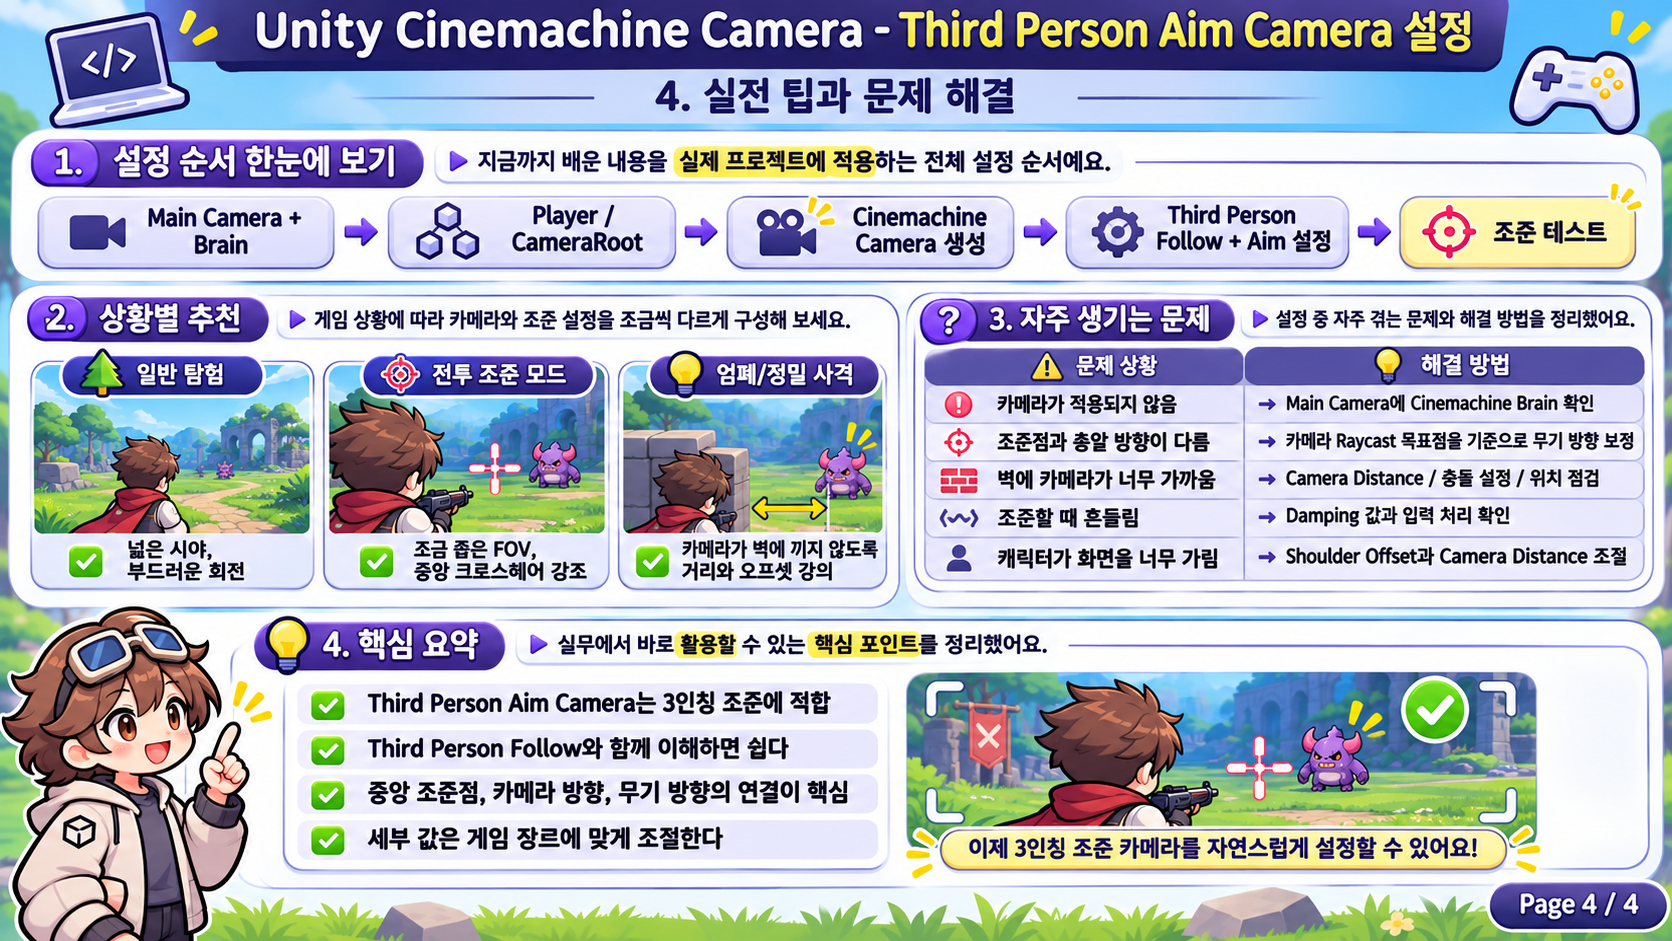 </>
Unity Cinemachine Camera - Third Person Aim Camera 설정
4. 실전 팁과 문제 해결
1. 설정 순서 한눈에 보기
지금까지 배운 내용을 실제 프로젝트에 적용하는 전체 설정 순서예요.
Main Camera +
Brain
Player /
CameraRoot
Cinemachine
Camera 생성
Third Person
Follow + Aim 설정
조준 테스트
2. 상황별 추천
게임 상황에 따라 카메라와 조준 설정을 조금씩 다르게 구성해 보세요.
일반 탐험
넓은 시야,
부드러운 회전
전투 조준 모드
조금 좁은 FOV,
중앙 크로스헤어 강조
엄폐/정밀 사격
카메라가 벽에 끼지 않도록
거리와 오프셋 강의
? 3. 자주 생기는 문제
설정 중 자주 겪는 문제와 해결 방법을 정리했어요.
문제 상황
해결 방법
카메라가 적용되지 않음
→ Main Camera에 Cinemachine Brain 확인
조준점과 총알 방향이 다름
→ 카메라 Raycast 목표점을 기준으로 무기 방향 보정
벽에 카메라가 너무 가까움
→ Camera Distance / 충돌 설정 / 위치 점검
조준할 때 흔들림
→ Damping 값과 입력 처리 확인
캐릭터가 화면을 너무 가림
→ Shoulder Offset과 Camera Distance 조절
4. 핵심 요약
실무에서 바로 활용할 수 있는 핵심 포인트를 정리했어요.
Third Person Aim Camera는 3인칭 조준에 적합
Third Person Follow와 함께 이해하면 쉽다
중앙 조준점, 카메라 방향, 무기 방향의 연결이 핵심
세부 값은 게임 장르에 맞게 조절한다
이제 3인칭 조준 카메라를 자연스럽게 설정할 수 있어요!
Page 4 / 4